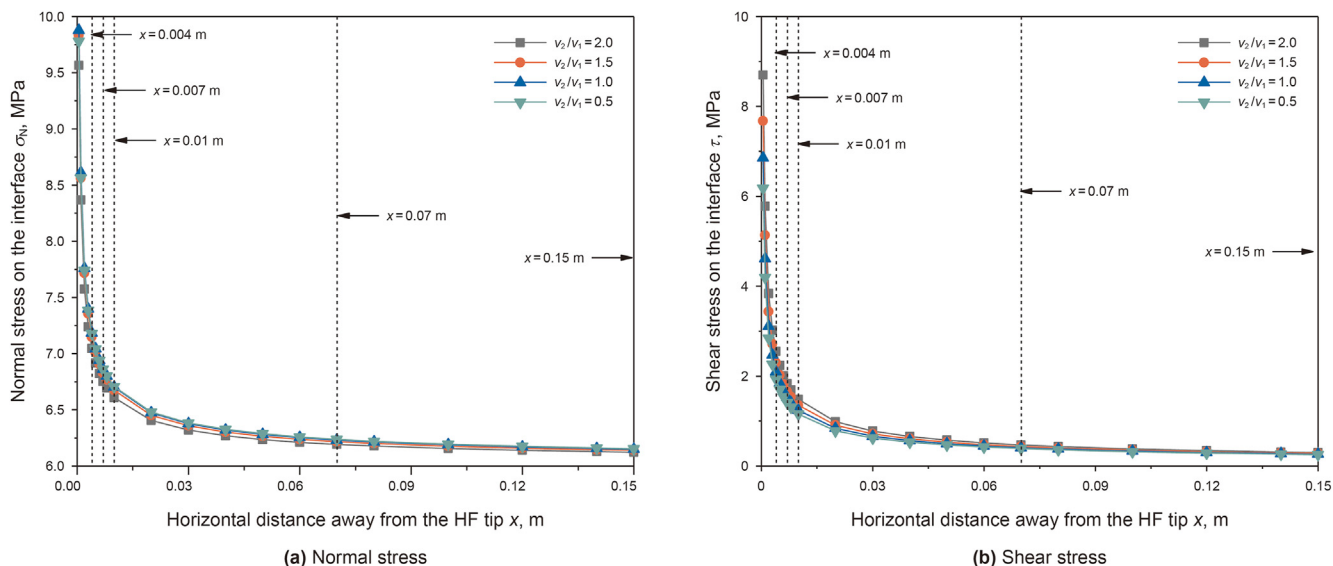 10.0
9.5
9.0
8.5
8.0
7.5
7.0
6.5
6.0
Normal stress on the interface σN, MPa
x = 0.004 m
x = 0.007 m
x = 0.01 m
x = 0.07 m
x = 0.15 m
v2/v1 = 2.0
v2/v1 = 1.5
v2/v1 = 1.0
v2/v1 = 0.5
0.00 0.03 0.06 0.09 0.12 0.15
Horizontal distance away from the HF tip x, m
(a) Normal stress
10
8
6
4
2
0
Shear stress on the interface τ, MPa
x = 0.004 m
x = 0.007 m
x = 0.01 m
x = 0.07 m
x = 0.15 m
v2/v1 = 2.0
v2/v1 = 1.5
v2/v1 = 1.0
v2/v1 = 0.5
0 0.03 0.06 0.09 0.12 0.15
Horizontal distance away from the HF tip x, m
(b) Shear stress